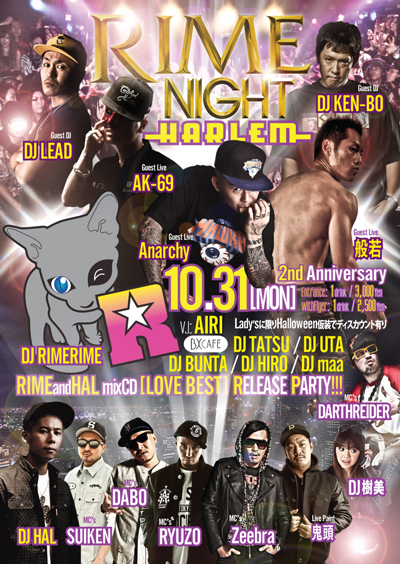 RIME
NIGHT
HARLEM
Guest DJ
DJ LEAD
Guest DJ
DJ KEN-BO
Guest Live
AK-69
Guest Live
Anarchy
Guest Live
般若
10.31[MON]
2nd Anniversary
Entrance: 1drink / 3,000Yen
withFlyer: 1drink / 2,500Yen
R
VJ: AIRI
Lady'sに限りHalloween仮装でディスカウント有り
BXCAFE
DJ TATSU / DJ UTA
DJ BUNTA / DJ HIRO / DJ maa
DJ RIMERIME
RIMEandHAL mixCD [LOVE BEST] RELEASE PARTY!!!
MC's
DARTHREIDER
DJ HAL
MC's
SUIKEN
MC's
DABO
MC's
RYUZO
MC's
Zeebra
Live Paint
鬼頭
DJ 樹美